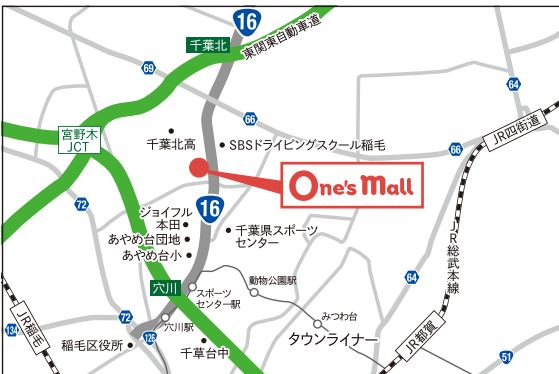 16
千葉北
東関東自動車道
69
64
66
宮野木
JCT
千葉北高
SBSドライビングスクール稲毛
66
JR四街道
One's mall
72
16
ジョイフル
本田
あやめ台団地
あやめ台小
千葉県スポーツ
センター
JR総武本線
穴川
スポーツ
センター駅
動物公園駅
64
JR稲毛
134
72
126
穴川駅
みつわ台
タウンライナー
JR都賀
稲毛区役所
千草台中
51